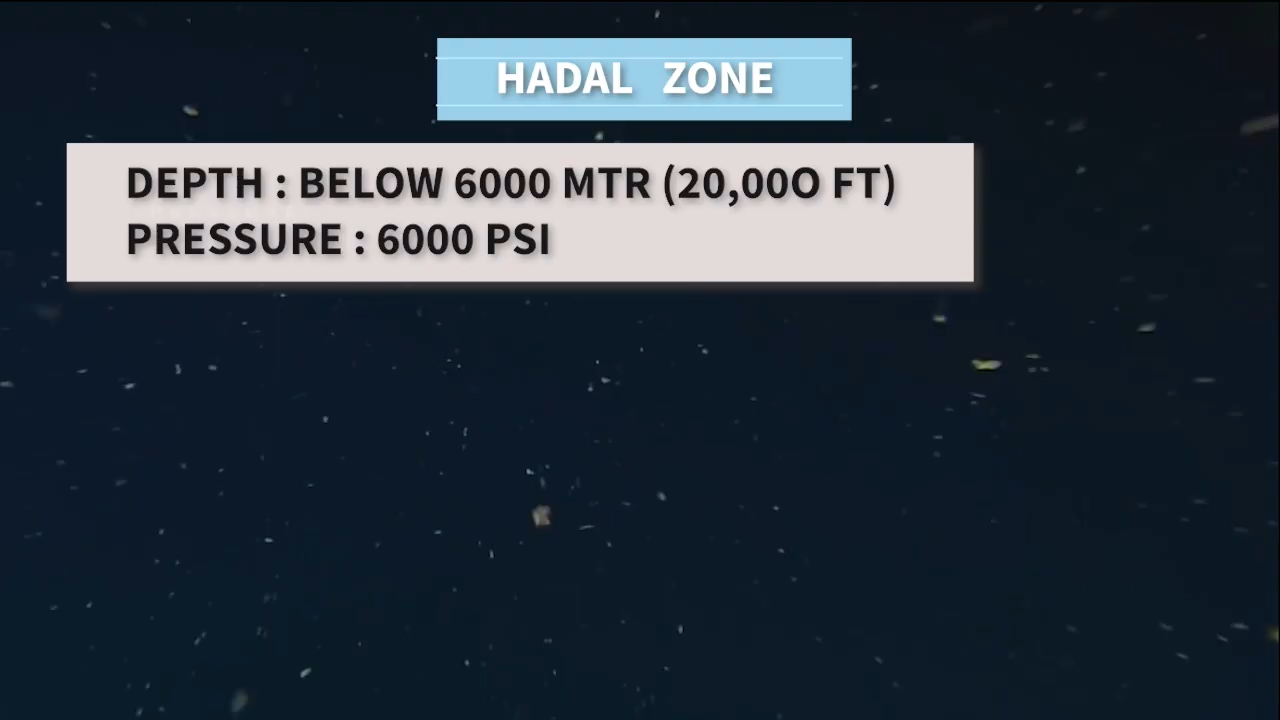 HADAL ZONE
DEPTH : BELOW 6000 MTR (20,00O FT)
PRESSURE : 6000 PSI